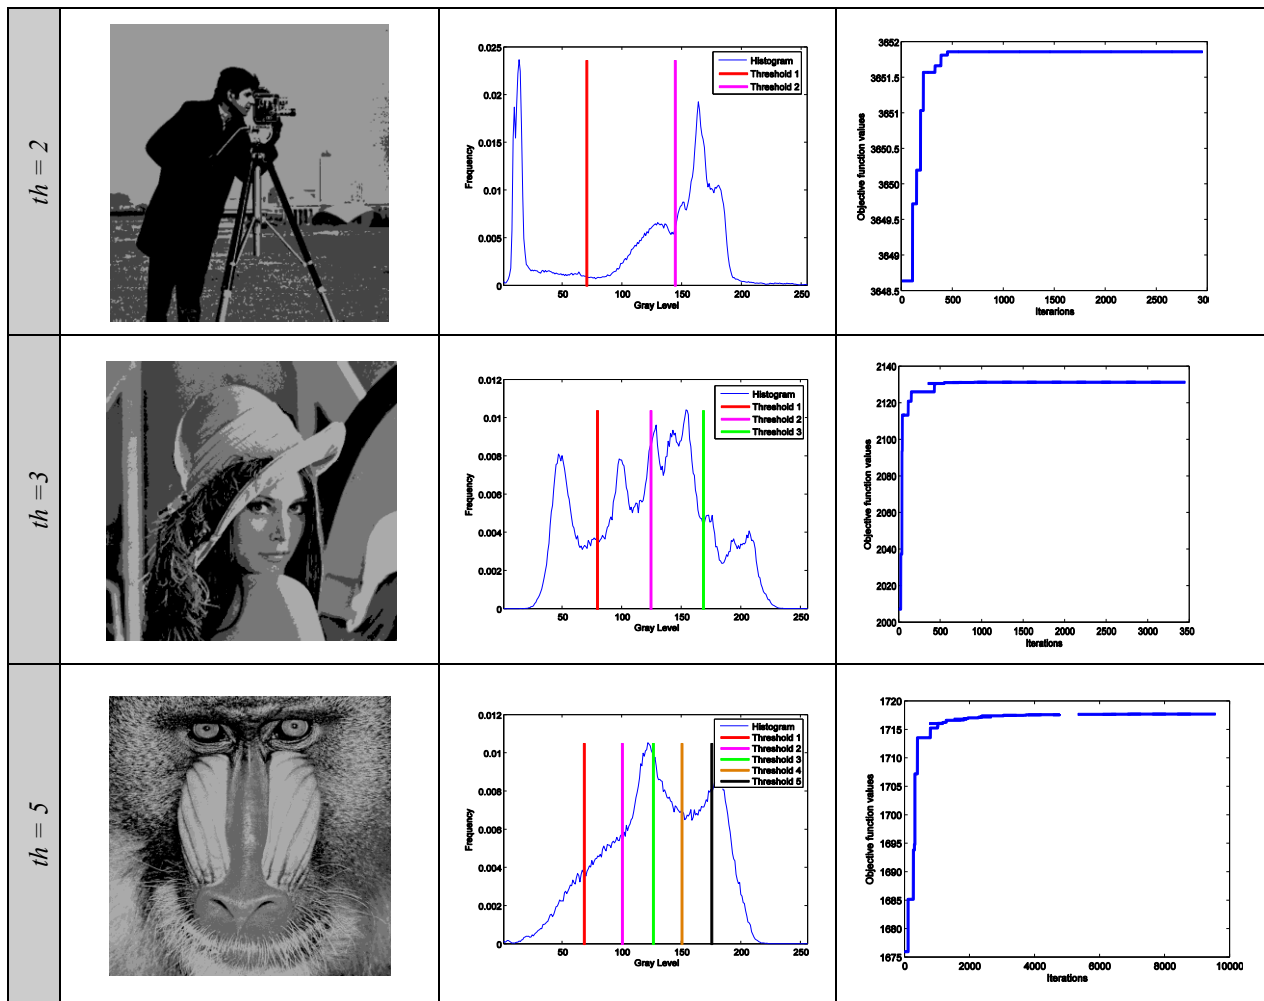 th = 2
0.025
0.02
0.015
0.01
0.005
0
50
100
150
200
250
Frequency
Gray Level
Histogram
Threshold 1
Threshold 2
3652
3651.5
3651
3650.5
3650
3649.5
3649
3648.5
0
500
1000
1500
2000
2500
300
Objective function values
Iterarions
th =3
0.012
0.01
0.008
0.006
0.004
0.002
0
50
100
150
200
250
Frequency
Gray Level
Histogram
Threshold 1
Threshold 2
Threshold 3
2140
2120
2100
2080
2060
2040
2020
2000
0
500
1000
1500
2000
2500
3000
350
Objective function values
Iterations
th = 5
0.012
0.01
0.008
0.006
0.004
0.002
0
50
100
150
200
250
Frequency
Gray Level
Histogram
Threshold 1
Threshold 2
Threshold 3
Threshold 4
Threshold 5
1720
1715
1710
1705
1700
1695
1690
1685
1680
1675
0
2000
4000
6000
8000
10000
Objective function values
Iterations